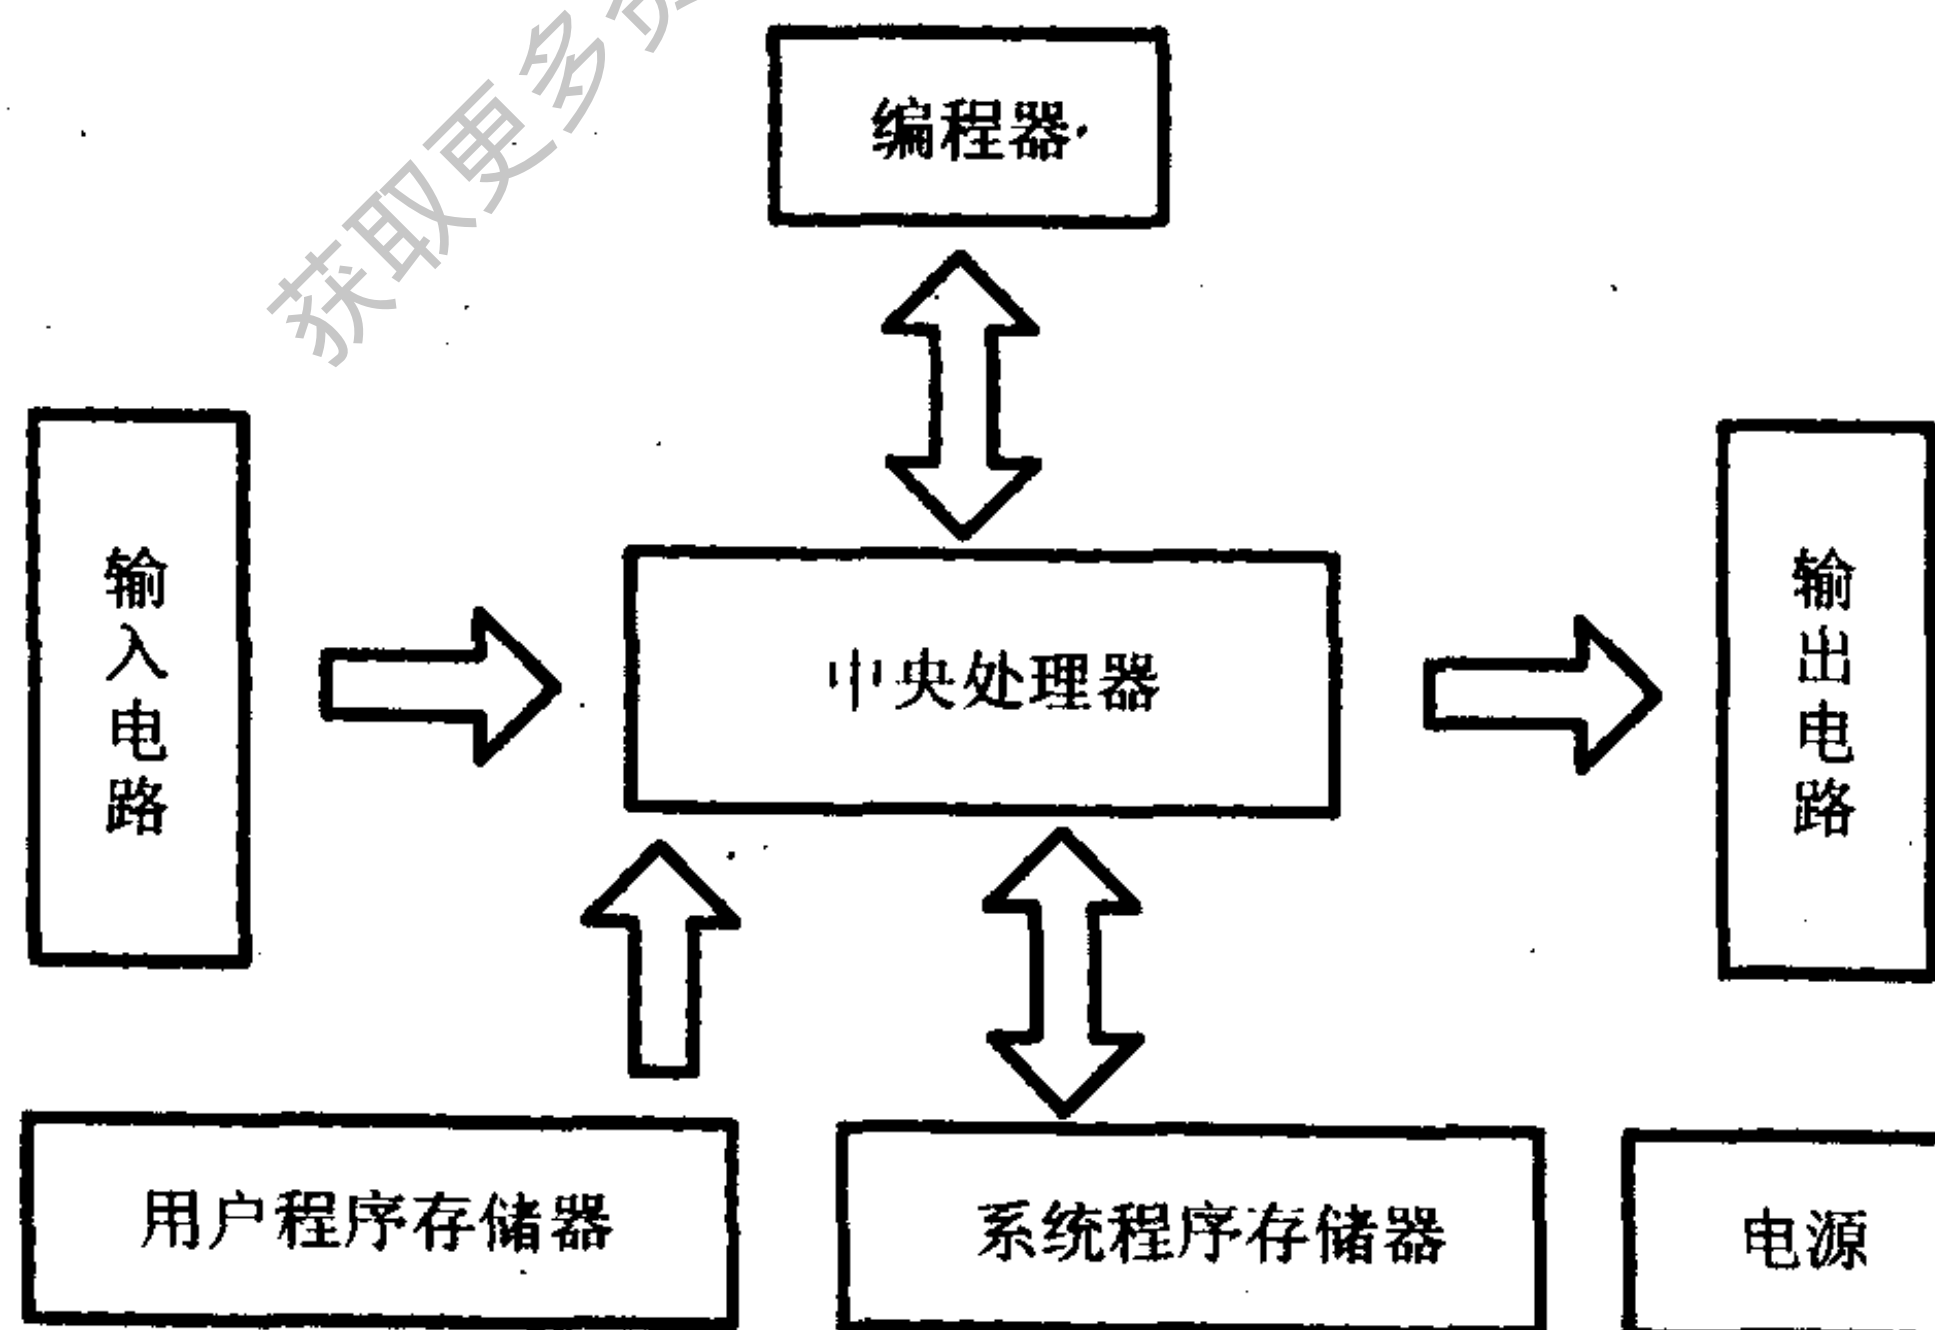 获取更多
编程器
输入电路
中央处理器
输出电路
用户程序存储器
系统程序存储器
电源